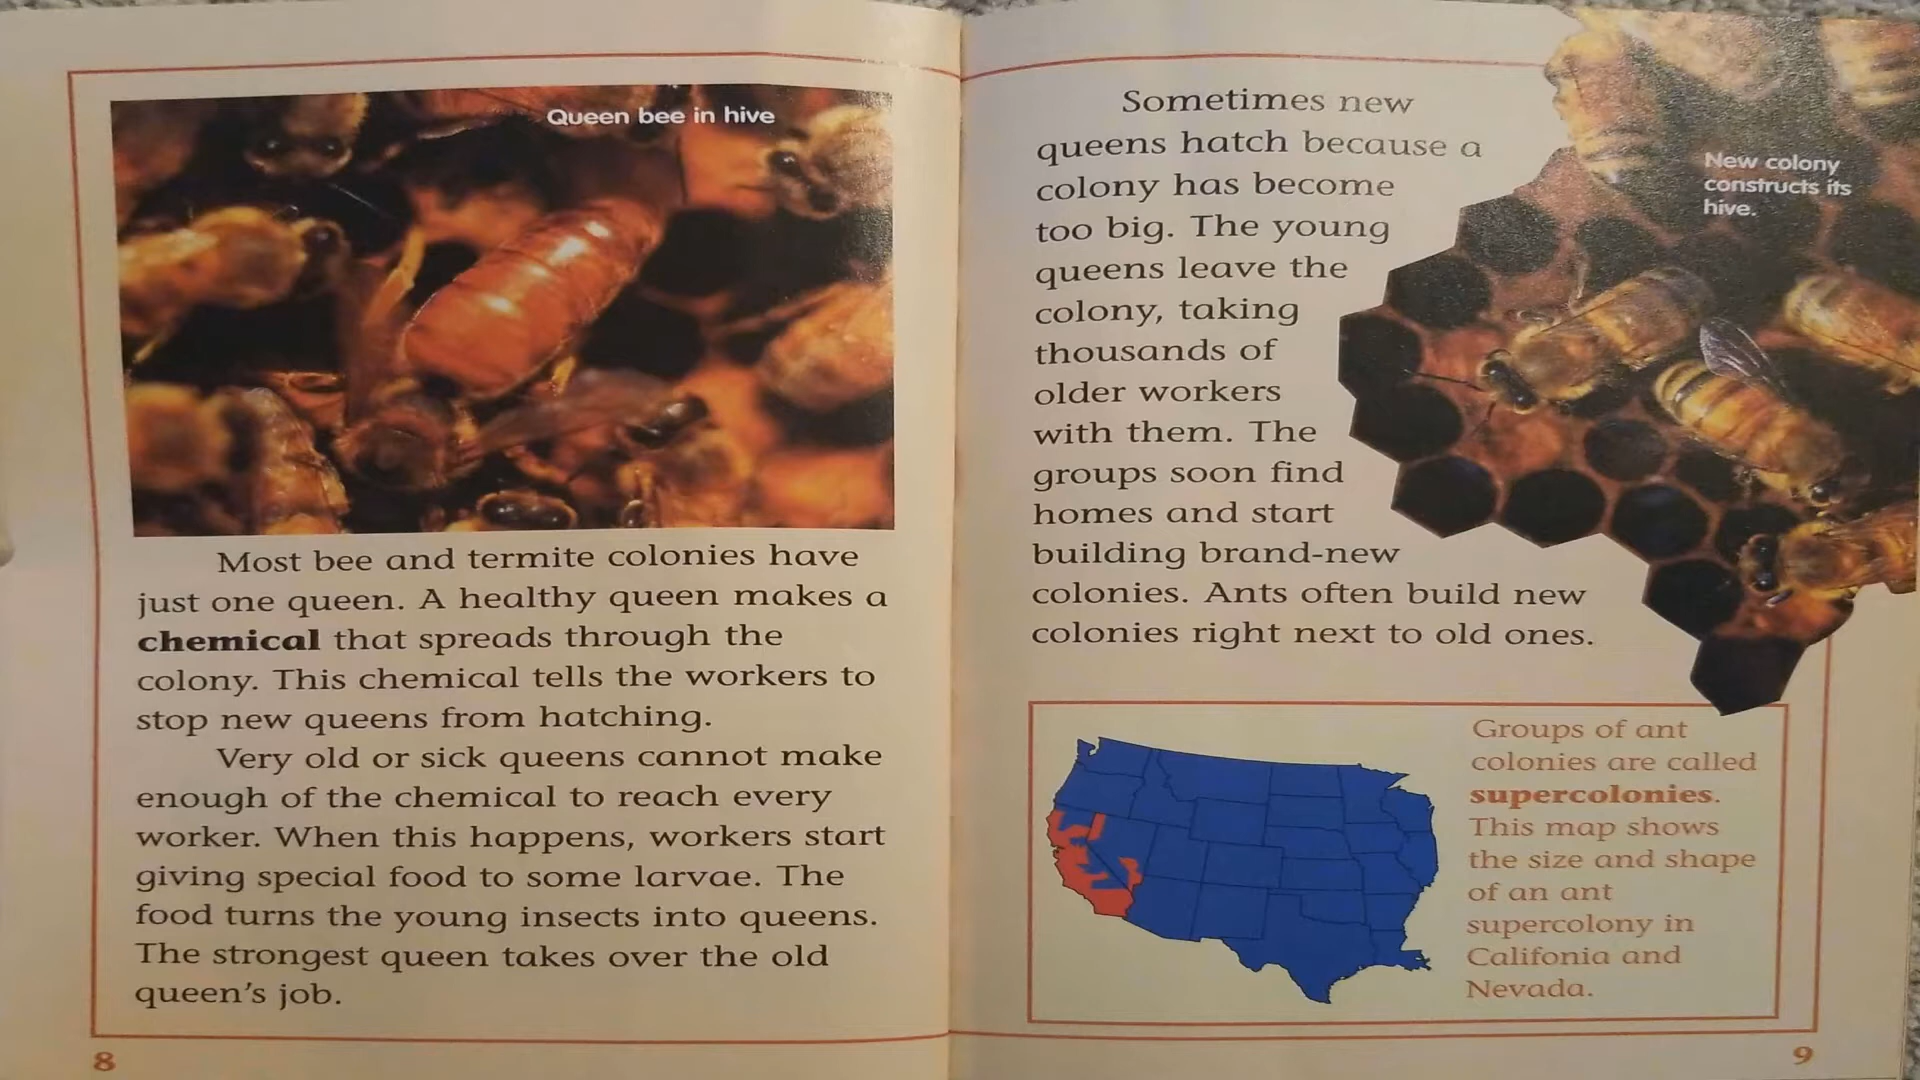 Queen bee in hive
Most bee and termite colonies have
just one queen. A healthy queen makes a
chemical that spreads through the
colony. This chemical tells the workers to
stop new queens from hatching.
Very old or sick queens cannot make
enough of the chemical to reach every
worker. When this happens, workers start
giving special food to some larvae. The
food turns the young insects into queens.
The strongest queen takes over the old
queen's job.
8
Sometimes new
queens hatch because a
colony has become
too big. The young
queens leave the
colony, taking
thousands of
older workers
with them. The
groups soon find
homes and start
building brand-new
colonies. Ants often build new
colonies right next to old ones.
New colony
constructs its
hive.
Groups of ant
colonies are called
supercolonies.
This map shows
the size and shape
of an ant
supercolony in
Califonia and
Nevada.
9